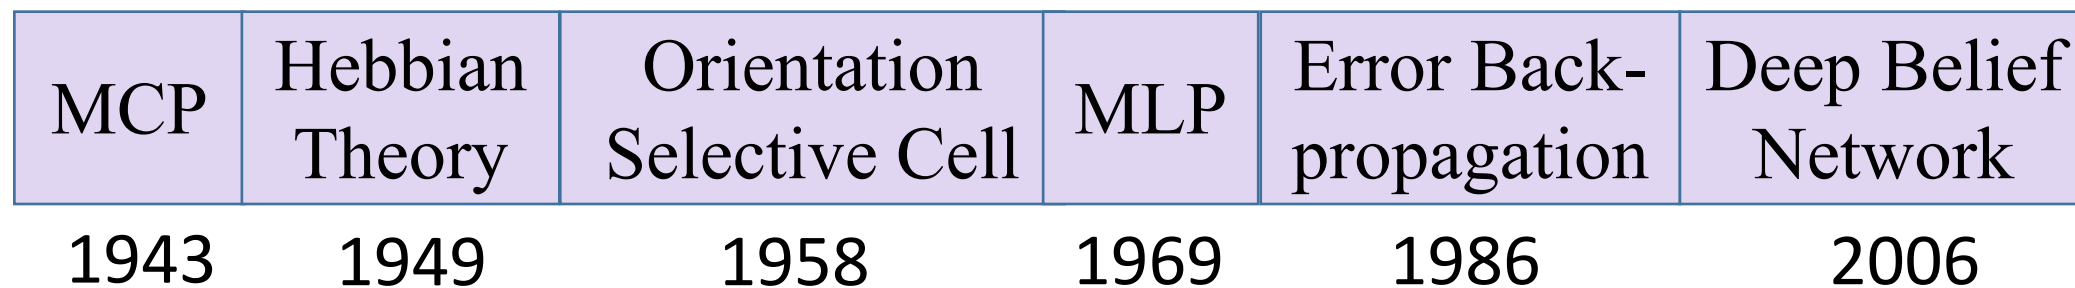 MCP
Hebbian
Theory
Orientation
Selective Cell
MLP
Error Back-
propagation
Deep Belief
Network
1943 1949 1958 1969 1986 2006